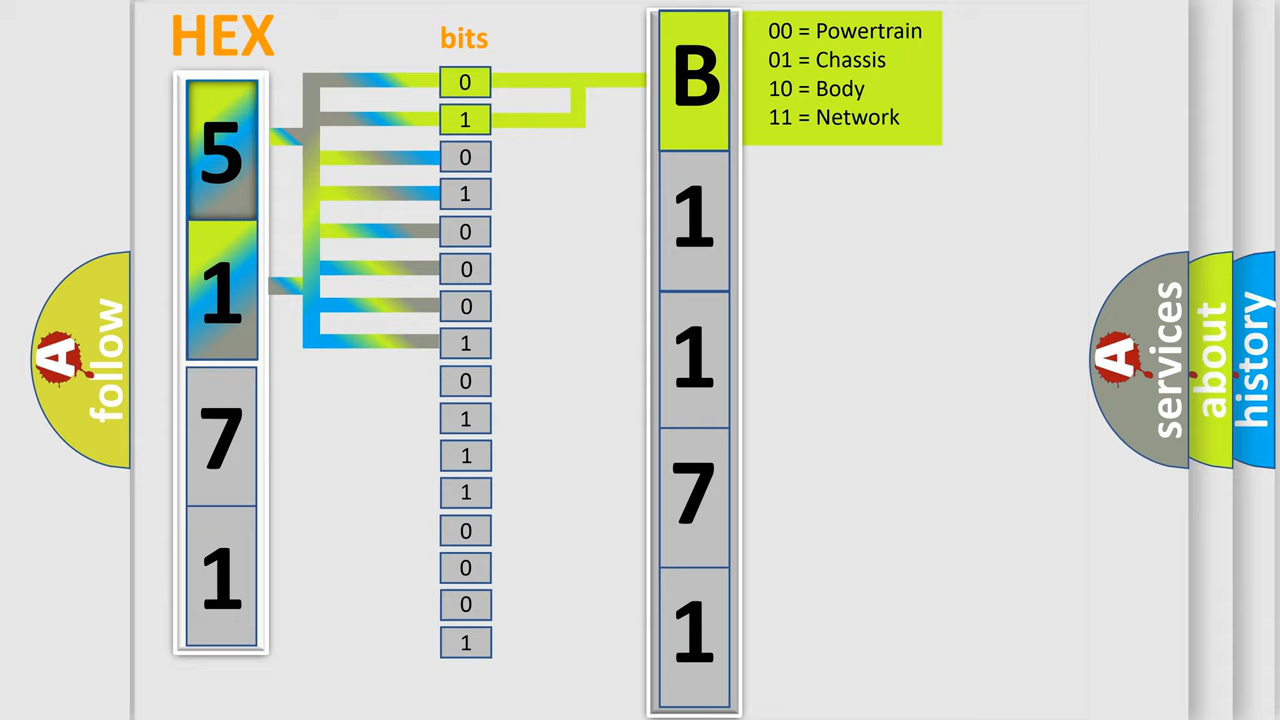 HEX
bits
5
1
7
1
0
1
0
1
0
0
0
1
0
1
1
1
0
0
0
1
B
1
1
7
1
00 = Powertrain
01 = Chassis
10 = Body
11 = Network
A
follow
A
services
about
history